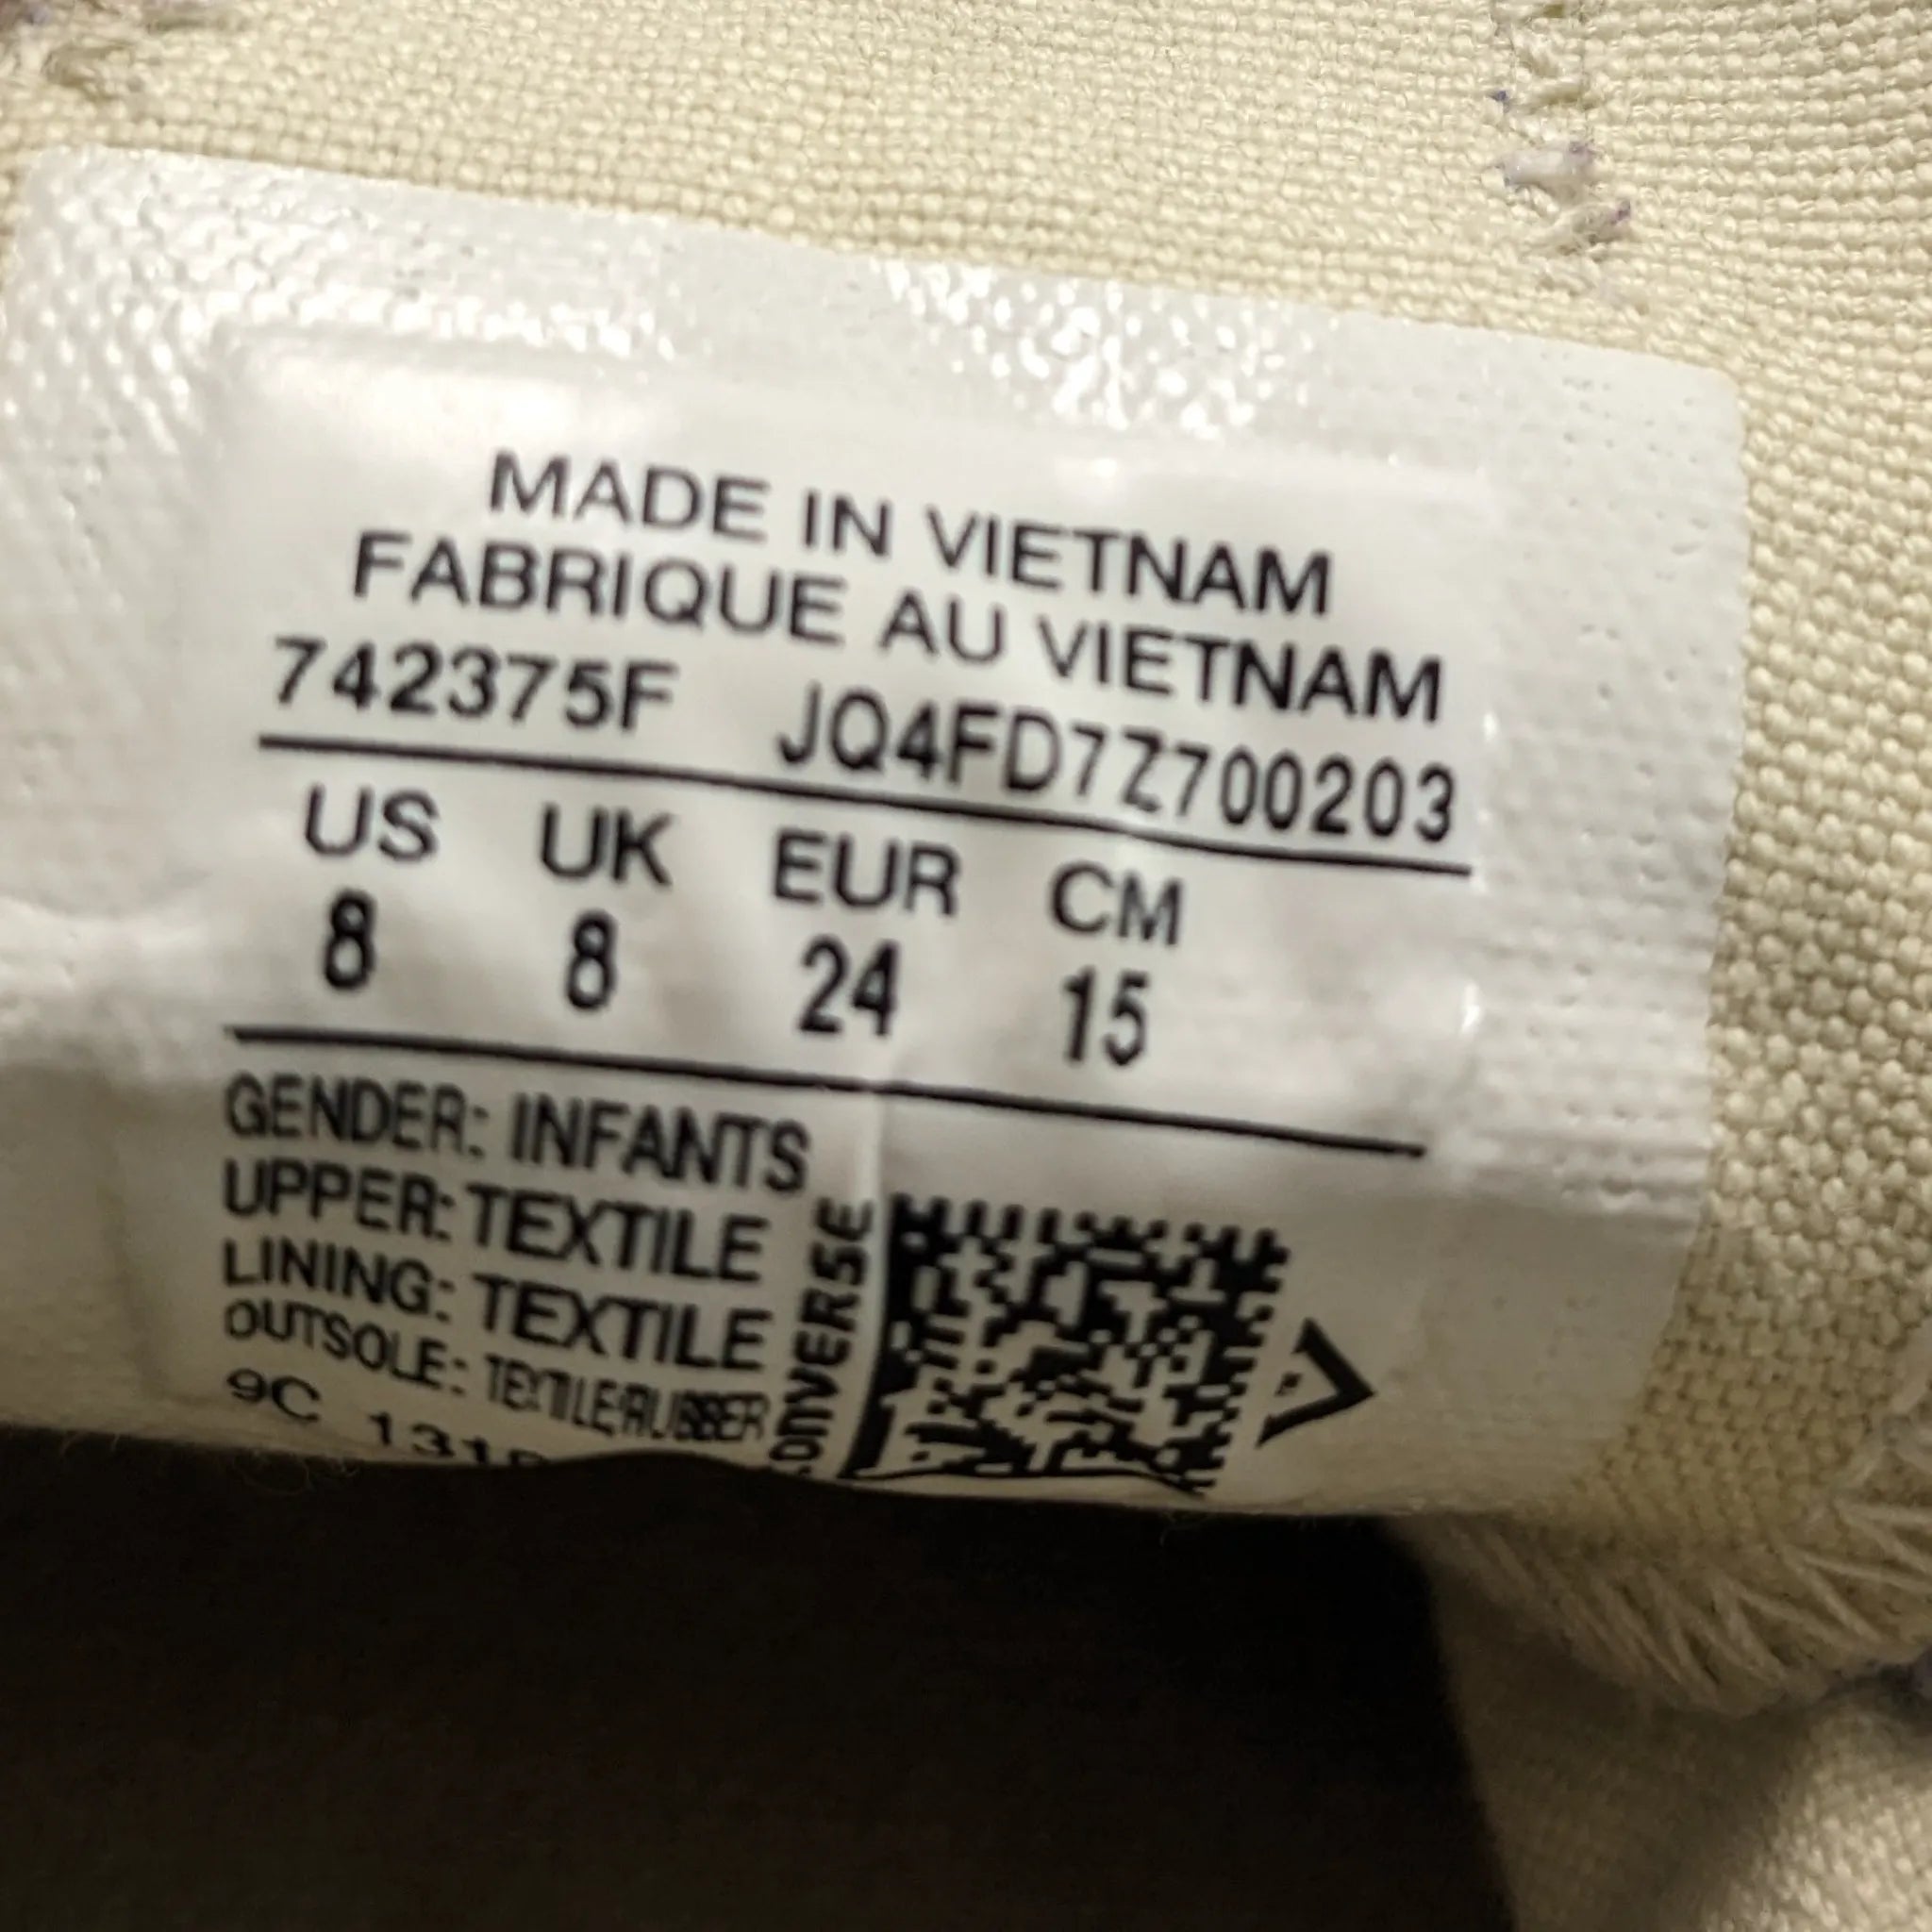 MADE IN VIETNAM
FABRIQUE AU VIETNAM
742375F JQ4FD7Z700203
US UK EUR CM
8 8 24 15
GENDER: INFANTS
UPPER: TEXTILE
LINING: TEXTILE
OUTSOLE: TEXTILE/RUBBER
9C
CONVERSE